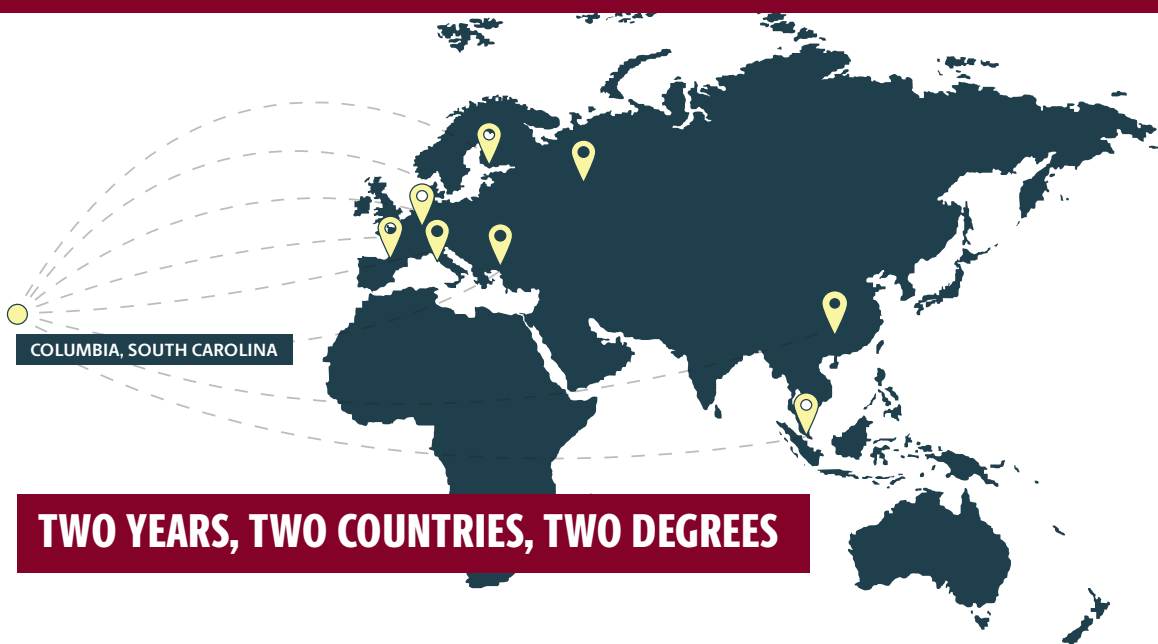 COLUMBIA, SOUTH CAROLINA
TWO YEARS, TWO COUNTRIES, TWO DEGREES